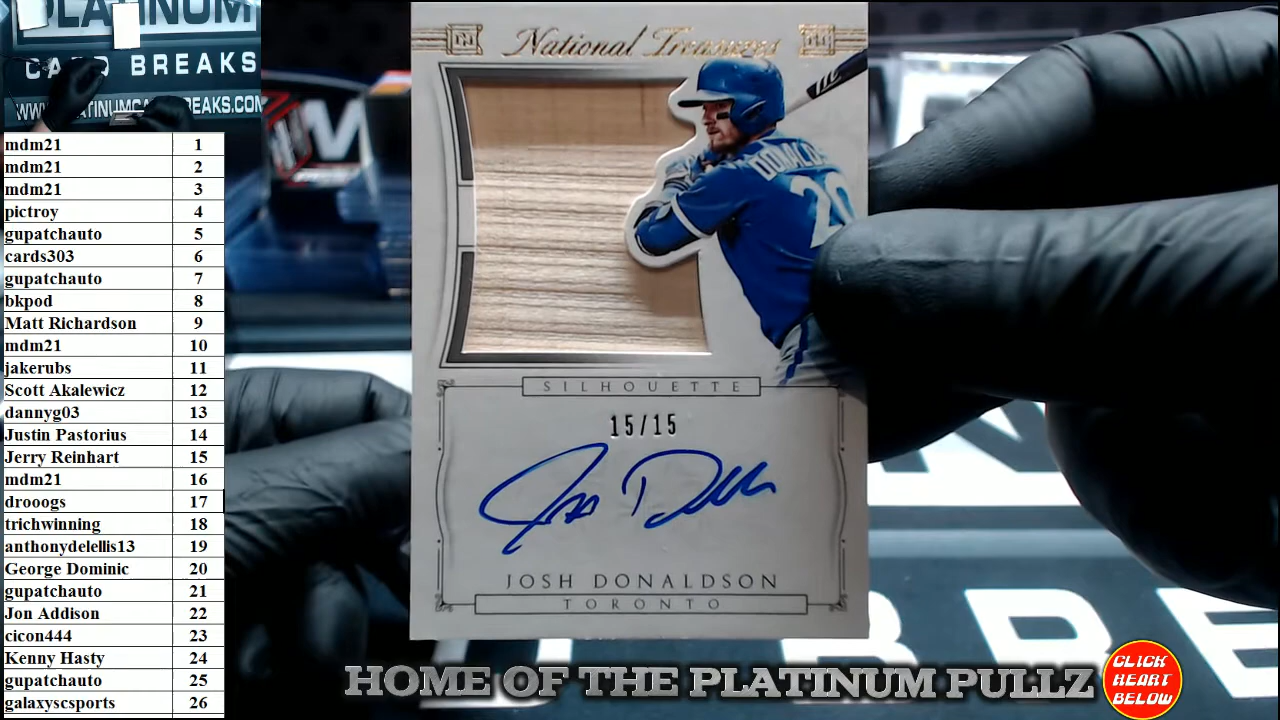 PLATINUM
CARD BREAKS
mdm21 1
mdm21 2
mdm21 3
pictroy 4
gupatchauto 5
cards303 6
gupatchauto 7
bkpod 8
Matt Richardson 9
mdm21 10
jakerubs 11
Scott Akalewicz 12
dannyg03 13
Justin Pastorius 14
Jerry Reinhart 15
mdm21 16
drooogs 17
trichwinning 18
anthonydelellis13 19
George Dominic 20
gupatchauto 21
Jon Addison 22
cicon444 23
Kenny Hasty 24
gupatchauto 25
galaxyscsports 26
National Treasures
20
SILHOUETTE
15/15
JOSH DONALDSON
TORONTO
HOME OF THE PLATINUM PULLZ
CLICK
HEART
BELOW